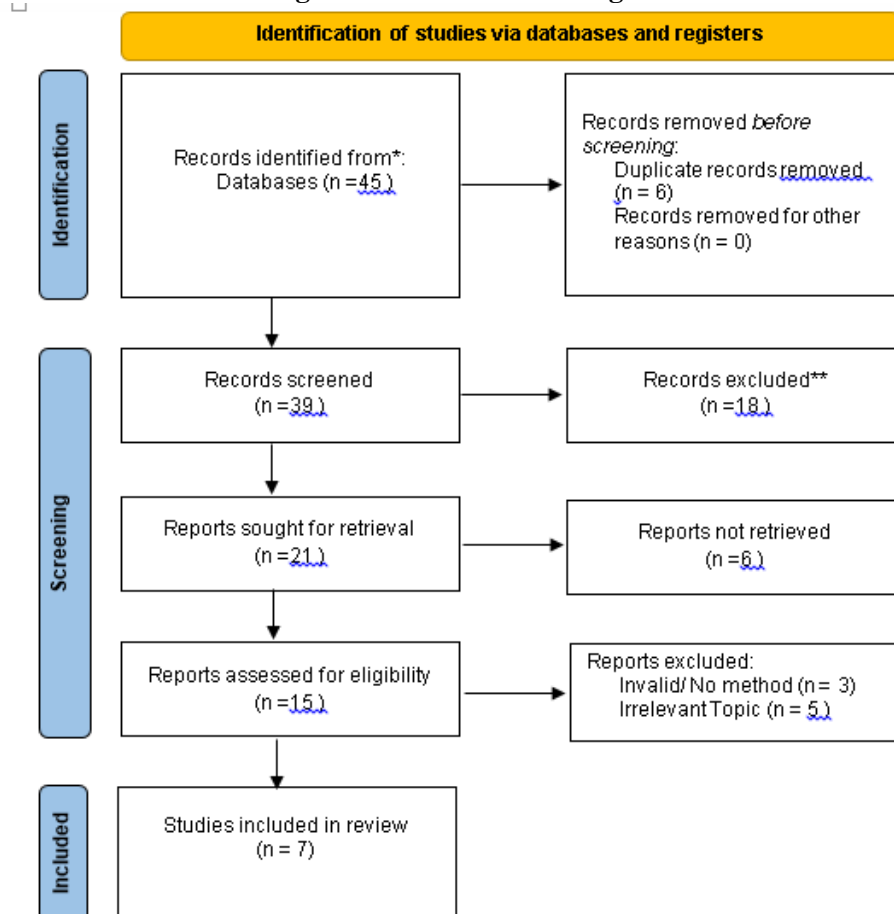 Identification of studies via databases and registers
Identification
Records identified from*:
Databases (n =45 )
Records removed before
screening:
Duplicate records removed
(n = 6)
Records removed for other
reasons (n = 0)
Screening
Records screened
(n =39 )
Records excluded**
(n =18 )
Reports sought for retrieval
(n =21 )
Reports not retrieved
(n =6 )
Reports assessed for eligibility
(n =15 )
Reports excluded:
Invalid/ No method (n = 3)
Irrelevant Topic (n = 5 )
Included
Studies included in review
(n = 7)